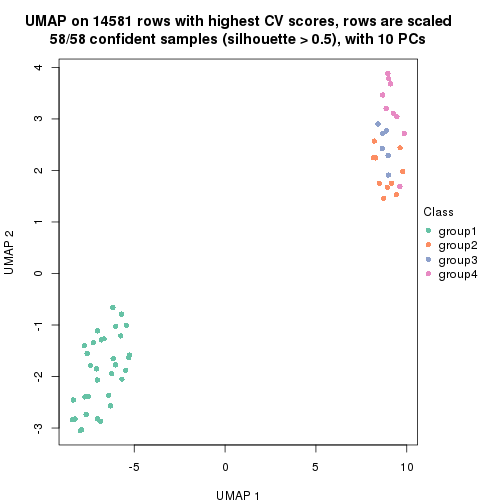 UMAP on 14581 rows with highest CV scores, rows are scaled
58/58 confident samples (silhouette > 0.5), with 10 PCs
4
3
2
1
0
-1
-2
-3
UMAP 2
-5
0
5
10
UMAP 1
Class
group1
group2
group3
group4